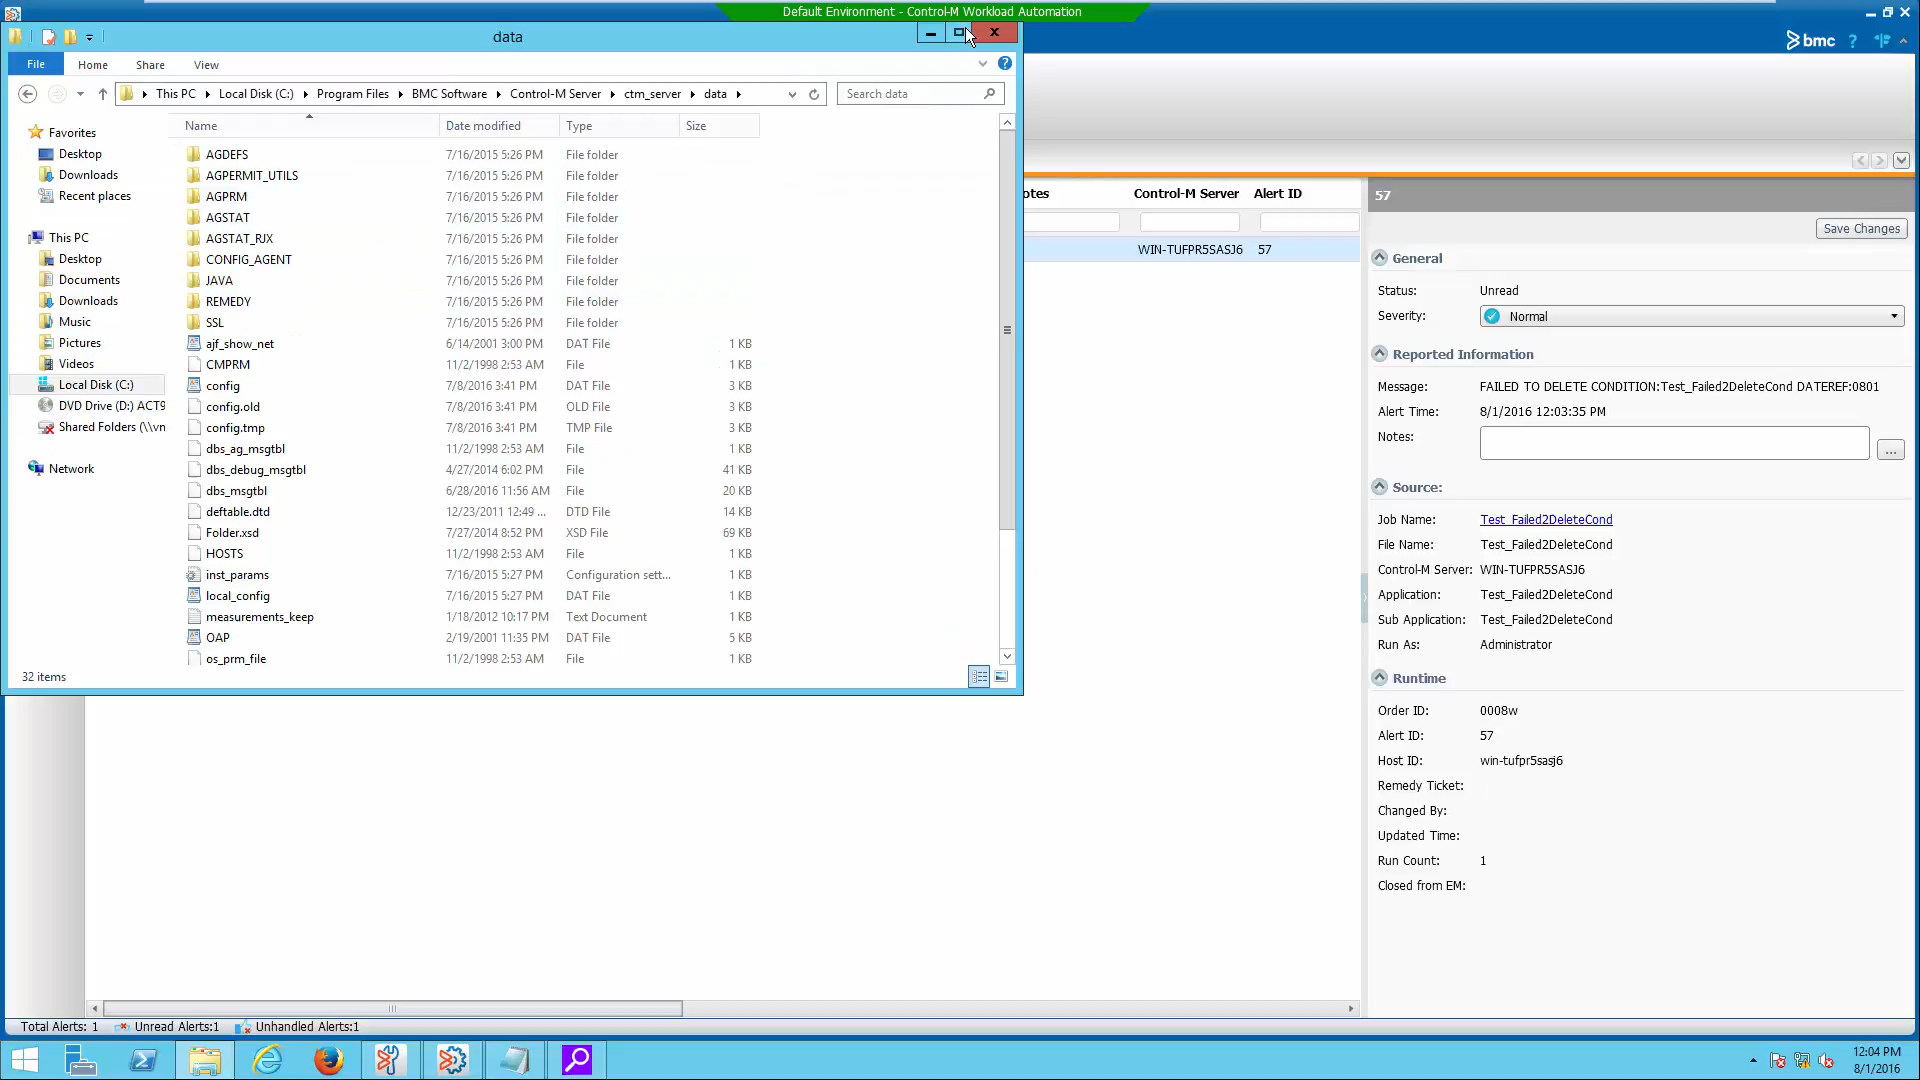 Default Environment - Control-M Workload Automation
data
bmc
File Home Share View
This PC Local Disk (C:) Program Files BMC Software Control-M Server ctm_server data
Search data
Name Date modified Type Size
Favorites
Desktop
Downloads
Recent places
This PC
Desktop
Documents
Downloads
Music
Pictures
Videos
Local Disk (C:)
DVD Drive (D:) ACT9
Shared Folders (\\vn
Network
AGDEFS 7/16/2015 5:26 PM File folder
AGPERMIT_UTILS 7/16/2015 5:26 PM File folder
AGPRM 7/16/2015 5:26 PM File folder
AGSTAT 7/16/2015 5:26 PM File folder
AGSTAT_RJX 7/16/2015 5:26 PM File folder
CONFIG_AGENT 7/16/2015 5:26 PM File folder
JAVA 7/16/2015 5:26 PM File folder
REMEDY 7/16/2015 5:26 PM File folder
SSL 7/16/2015 5:26 PM File folder
ajf_show_net 6/14/2001 3:00 PM DAT File 1 KB
CMPRM 11/2/1998 2:53 AM File 1 KB
config 7/8/2016 3:41 PM DAT File 3 KB
config.old 7/8/2016 3:41 PM OLD File 3 KB
config.tmp 7/8/2016 3:41 PM TMP File 3 KB
dbs_ag_msgtbl 11/2/1998 2:53 AM File 1 KB
dbs_debug_msgtbl 4/27/2014 6:02 PM File 41 KB
dbs_msgtbl 6/28/2016 11:56 AM File 20 KB
deftable.dtd 12/23/2011 12:49 ... DTD File 14 KB
Folder.xsd 7/27/2014 8:52 PM XSD File 69 KB
HOSTS 11/2/1998 2:53 AM File 1 KB
inst_params 7/16/2015 5:27 PM Configuration sett... 1 KB
local_config 7/16/2015 5:27 PM DAT File 1 KB
measurements_keep 1/18/2012 10:17 PM Text Document 1 KB
OAP 2/19/2001 11:35 PM DAT File 5 KB
os_prm_file 11/2/1998 2:53 AM File 1 KB
32 items
otes Control-M Server Alert ID
WIN-TUFPR5SASJ6 57
57
Save Changes
General
Status: Unread
Severity: Normal
Reported Information
Message: FAILED TO DELETE CONDITION:Test_Failed2DeleteCond DATEREF:0801
Alert Time: 8/1/2016 12:03:35 PM
Notes:
...
Source:
Job Name: Test_Failed2DeleteCond
File Name: Test_Failed2DeleteCond
Control-M Server: WIN-TUFPR5SASJ6
Application: Test_Failed2DeleteCond
Sub Application: Test_Failed2DeleteCond
Run As: Administrator
Runtime
Order ID: 0008w
Alert ID: 57
Host ID: win-tufpr5sasj6
Remedy Ticket:
Changed By:
Updated Time:
Run Count: 1
Closed from EM:
Total Alerts: 1 Unread Alerts:1 Unhandled Alerts:1
12:04 PM
8/1/2016